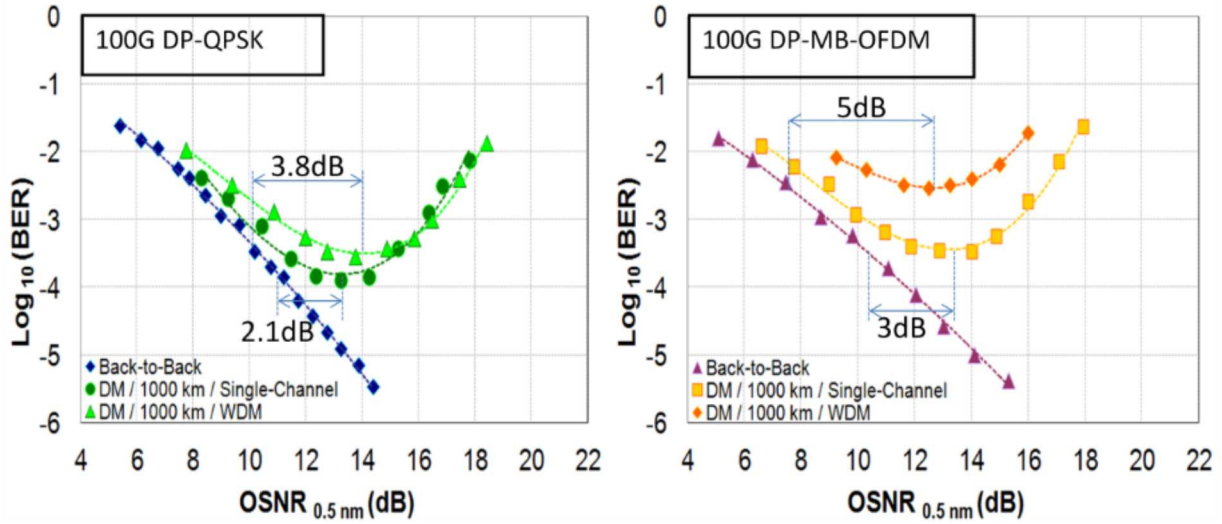 100G DP-QPSK
0
-1
-2
-3
-4
-5
-6
Log10 (BER)
3.8dB
2.1dB
Back-to-Back
DM / 1000 km / Single-Channel
DM / 1000 km / WDM
4 6 8 10 12 14 16 18 20 22
OSNR 0.5 nm (dB)
100G DP-MB-OFDM
0
-1
-2
-3
-4
-5
-6
Log10 (BER)
5dB
3dB
Back-to-Back
DM / 1000 km / Single-Channel
DM / 1000 km / WDM
4 6 8 10 12 14 16 18 20 22
OSNR 0.5 nm (dB)